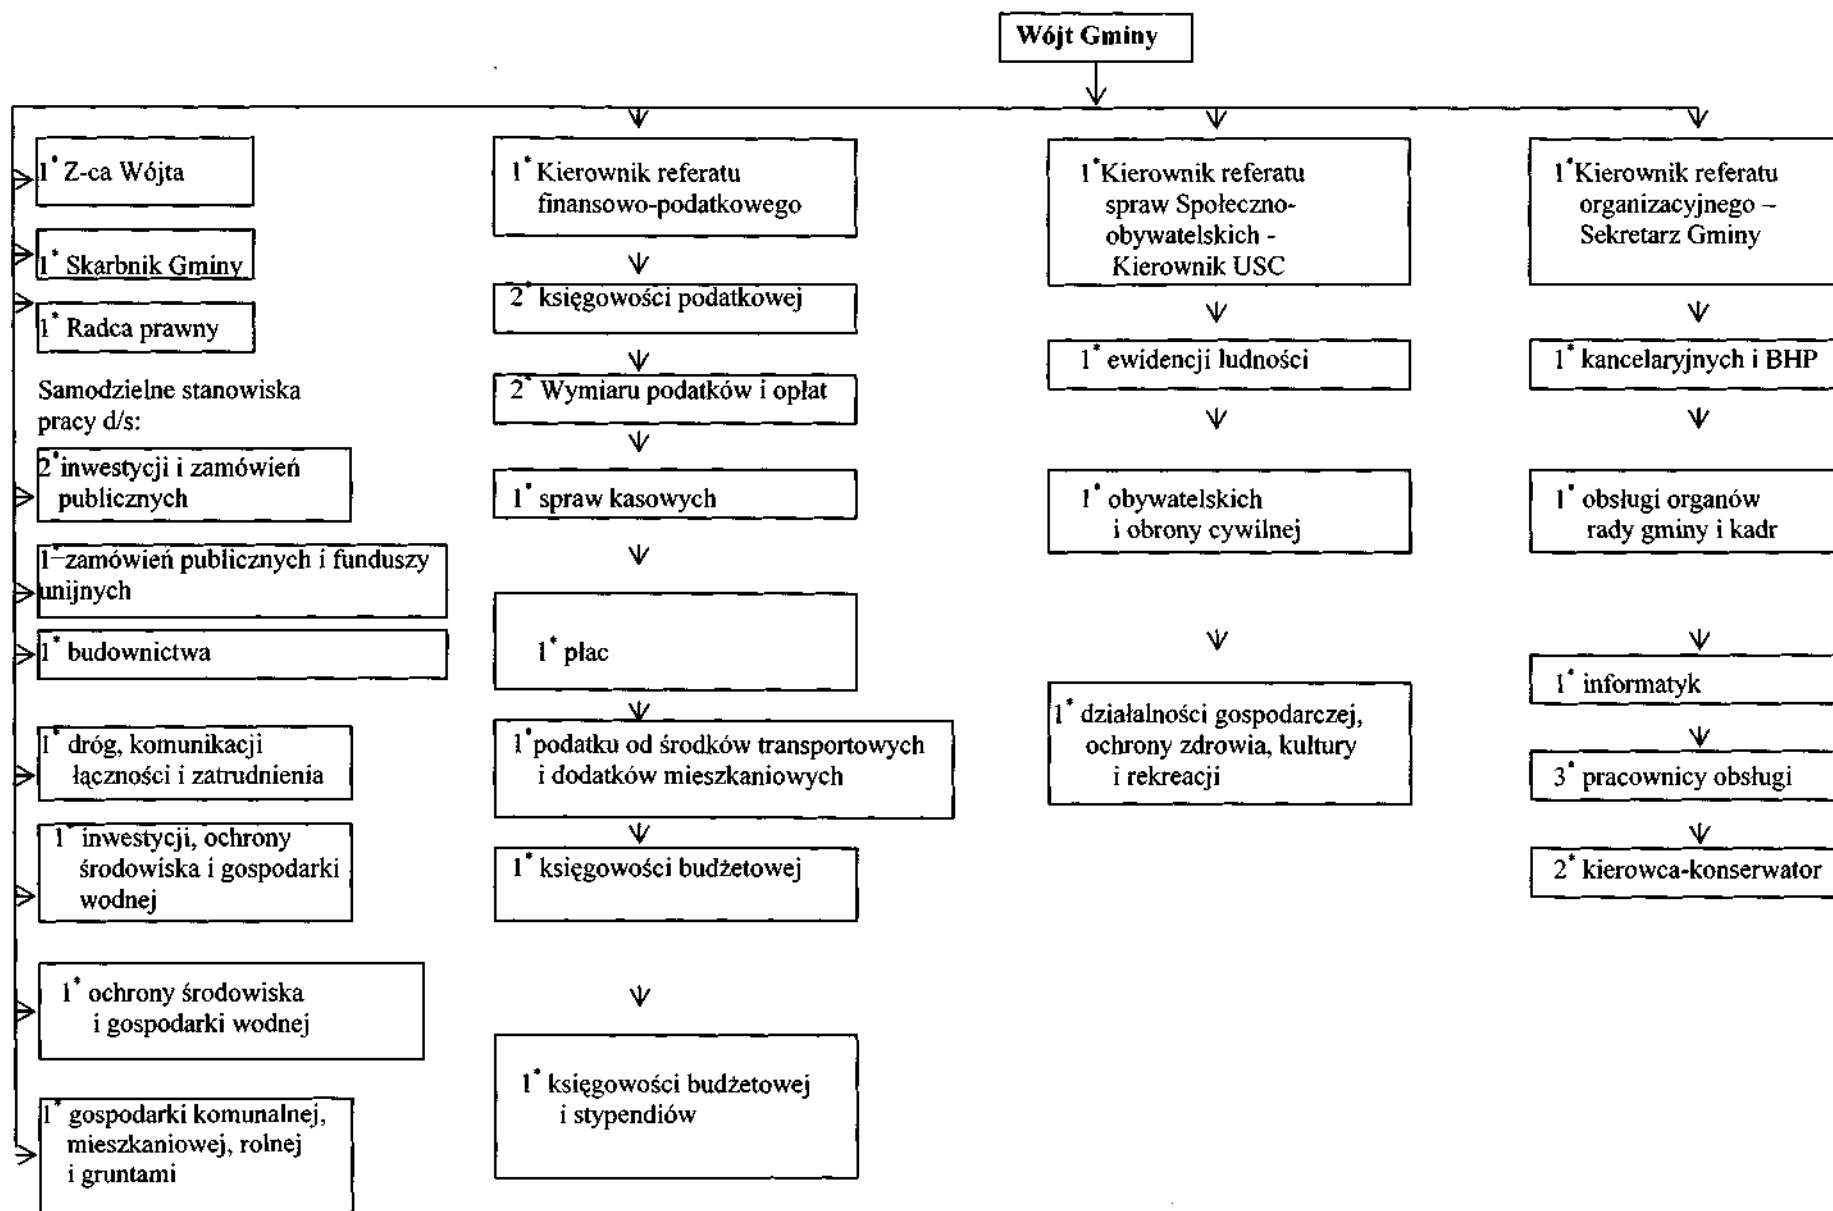 Wójt Gminy
1* Z-ca Wójta
1* Skarbnik Gminy
1* Radca prawny
Samodzielne stanowiska
pracy d/s:
2*inwestycji i zamówień
publicznych
1*zamówień publicznych i funduszy
unijnych
1* budownictwa
1* dróg, komunikacji
łączności i zatrudnienia
1* inwestycji, ochrony
środowiska i gospodarki
wodnej
1* ochrony środowiska
i gospodarki wodnej
1* gospodarki komunalnej,
mieszkaniowej, rolnej
i gruntami
1* Kierownik referatu
finansowo-podatkowego
2* księgowości podatkowej
2* Wymiaru podatków i opłat
1* spraw kasowych
1* płac
1*podatku od środków transportowych
i dodatków mieszkaniowych
1* księgowości budżetowej
1* księgowości budżetowej
i stypendiów
1*Kierownik referatu
spraw Społeczno-
obywatelskich -
Kierownik USC
1* ewidencji ludności
1* obywatelskich
i obrony cywilnej
1* działalności gospodarczej,
ochrony zdrowia, kultury
i rekreacji
1*Kierownik referatu
organizacyjnego –
Sekretarz Gminy
1* kancelaryjnych i BHP
1* obsługi organów
rady gminy i kadr
1* informatyk
3* pracownicy obsługi
2* kierowca-konserwator